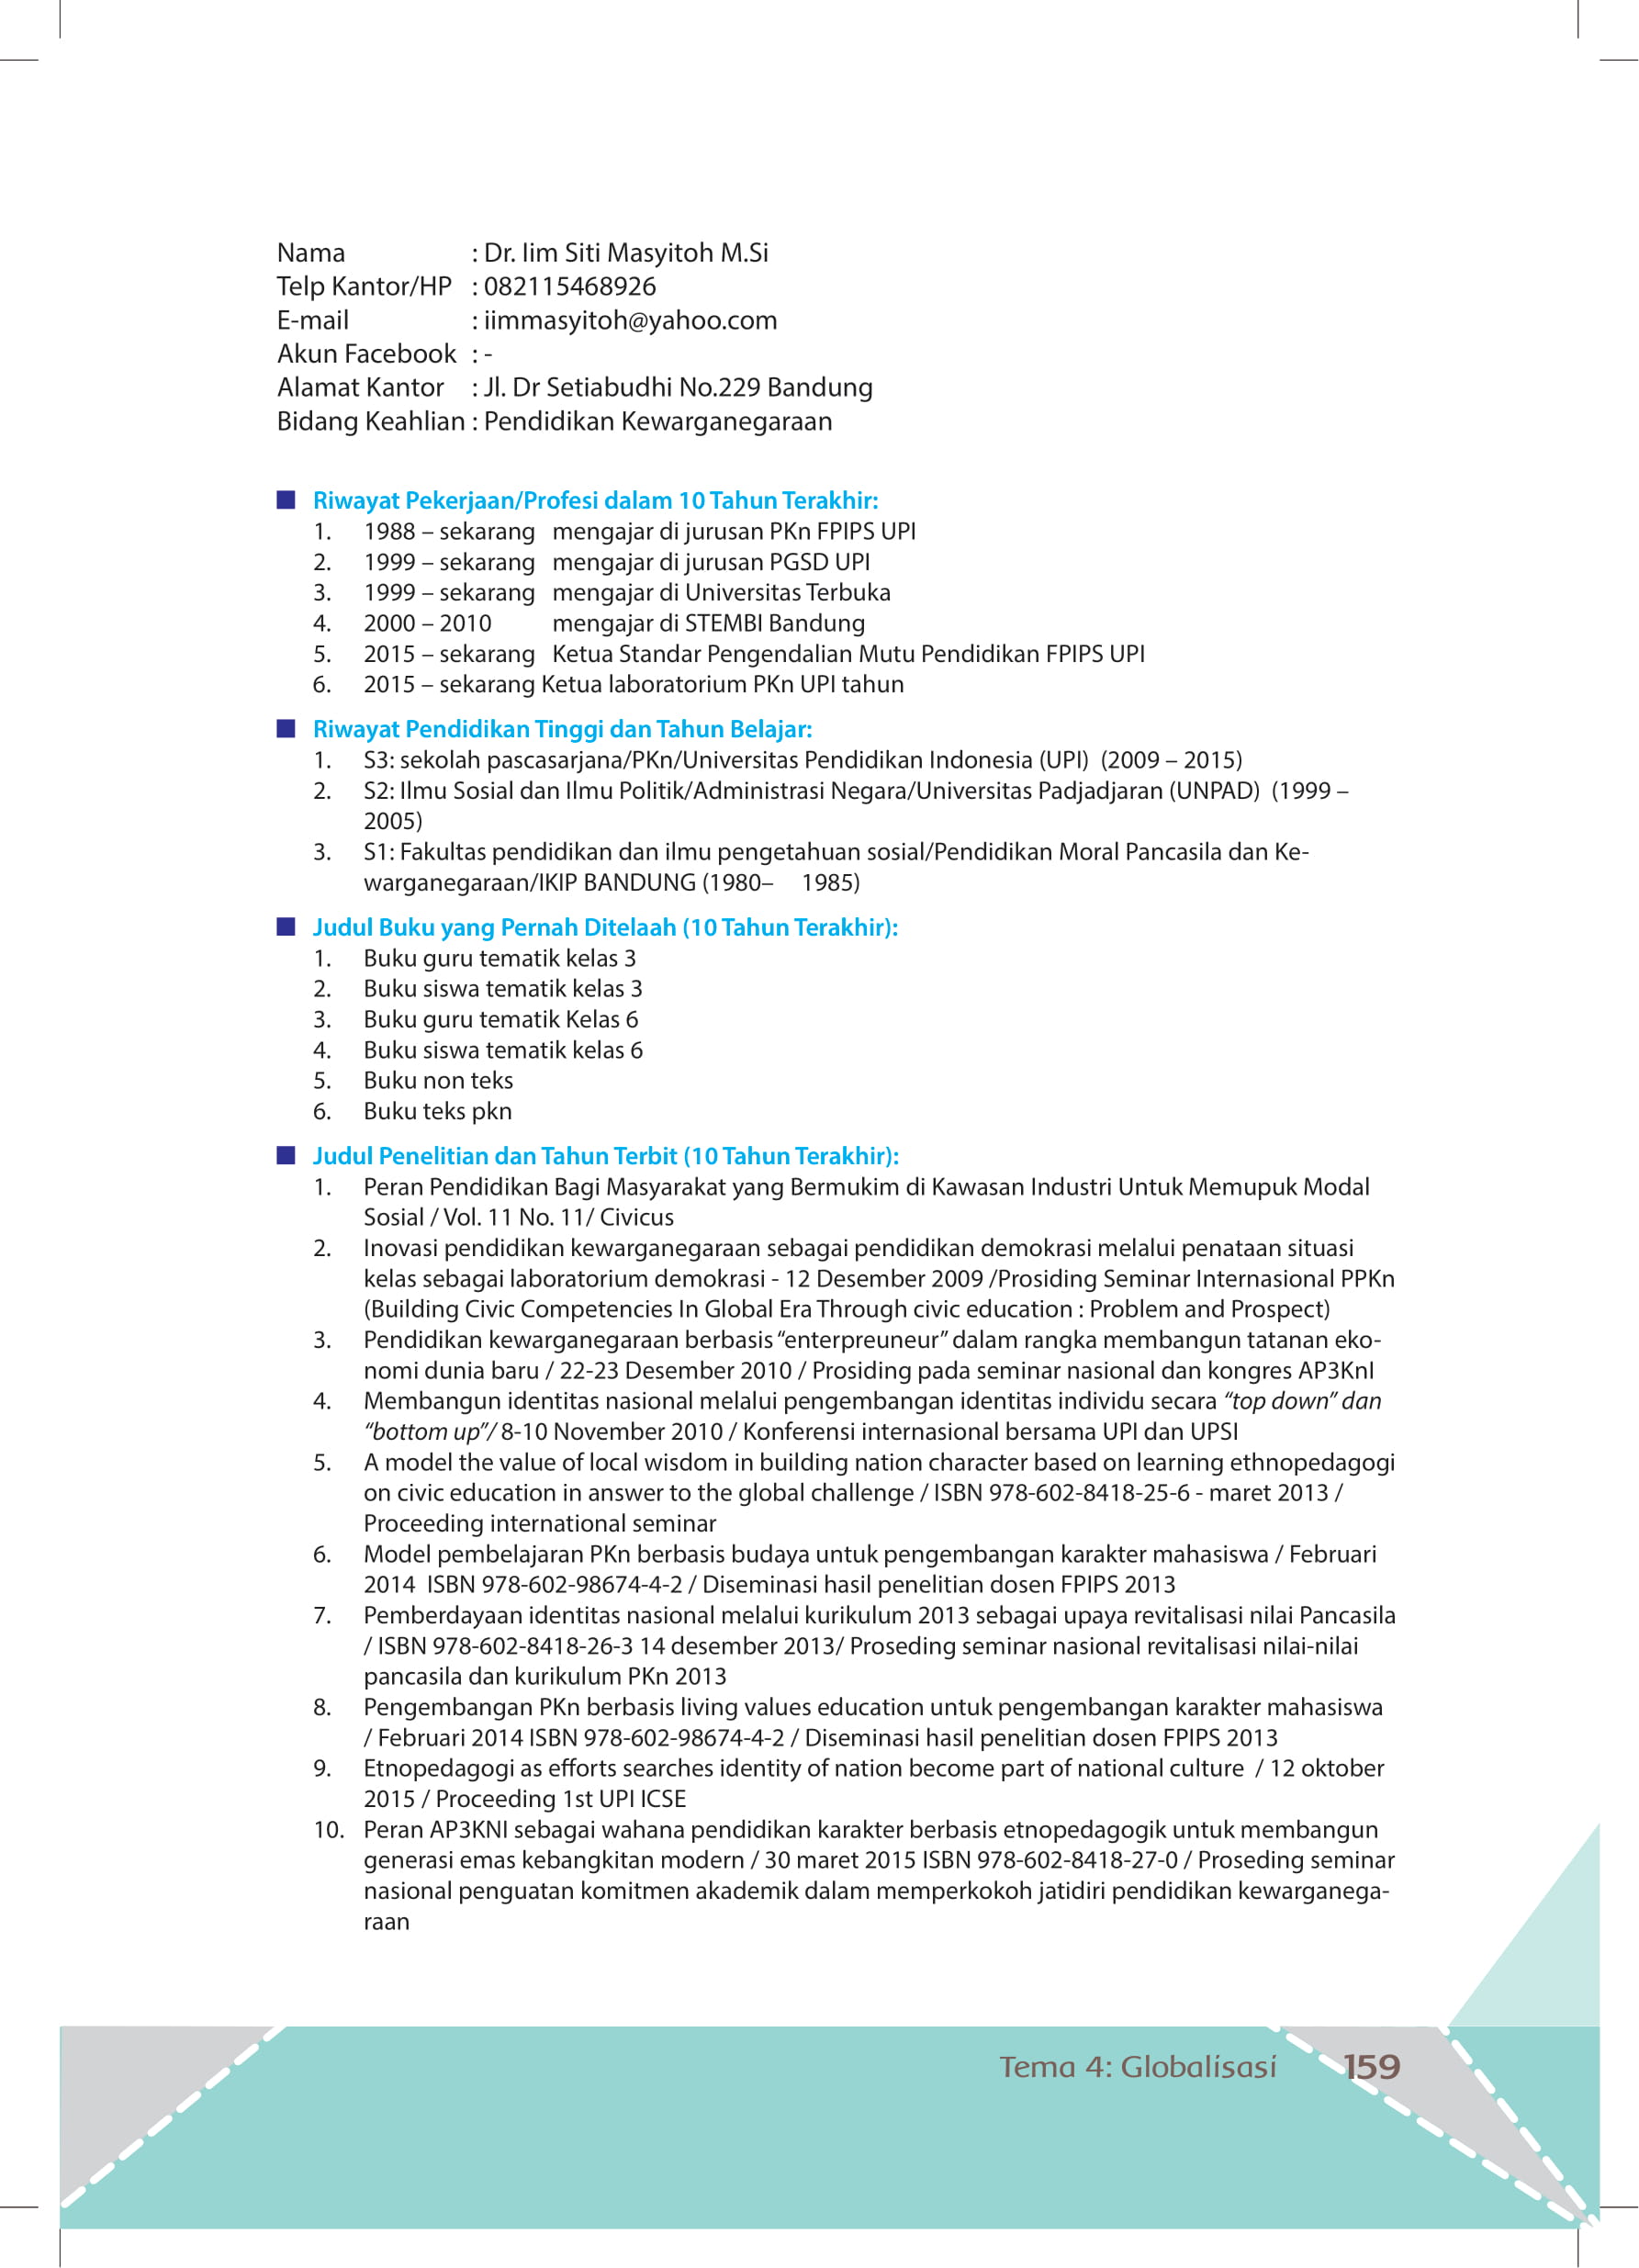 Nama : Dr. Iim Siti Masyitoh M.Si
Telp Kantor/HP : 082115468926
E-mail : iimmasyitoh@yahoo.com
Akun Facebook : -
Alamat Kantor : Jl. Dr Setiabudhi No.229 Bandung
Bidang Keahlian : Pendidikan Kewarganegaraan
Riwayat Pekerjaan/Profesi dalam 10 Tahun Terakhir:
1. 1988 – sekarang mengajar di jurusan PKn FPIPS UPI
2. 1999 – sekarang mengajar di jurusan PGSD UPI
3. 1999 – sekarang mengajar di Universitas Terbuka
4. 2000 – 2010 mengajar di STEMBI Bandung
5. 2015 – sekarang Ketua Standar Pengendalian Mutu Pendidikan FPIPS UPI
6. 2015 – sekarang Ketua laboratorium PKn UPI tahun
Riwayat Pendidikan Tinggi dan Tahun Belajar:
1. S3: sekolah pascasarjana/PKn/Universitas Pendidikan Indonesia (UPI) (2009 – 2015)
2. S2: Ilmu Sosial dan Ilmu Politik/Administrasi Negara/Universitas Padjadjaran (UNPAD) (1999 –
2005)
3. S1: Fakultas pendidikan dan ilmu pengetahuan sosial/Pendidikan Moral Pancasila dan Ke-
warganegaraan/IKIP BANDUNG (1980– 1985)
Judul Buku yang Pernah Ditelaah (10 Tahun Terakhir):
1. Buku guru tematik kelas 3
2. Buku siswa tematik kelas 3
3. Buku guru tematik Kelas 6
4. Buku siswa tematik kelas 6
5. Buku non teks
6. Buku teks pkn
Judul Penelitian dan Tahun Terbit (10 Tahun Terakhir):
1. Peran Pendidikan Bagi Masyarakat yang Bermukim di Kawasan Industri Untuk Memupuk Modal
Sosial / Vol. 11 No. 11/ Civicus
2. Inovasi pendidikan kewarganegaraan sebagai pendidikan demokrasi melalui penataan situasi
kelas sebagai laboratorium demokrasi - 12 Desember 2009 /Prosiding Seminar Internasional PPKn
(Building Civic Competencies In Global Era Through civic education : Problem and Prospect)
3. Pendidikan kewarganegaraan berbasis “enterpreuneur” dalam rangka membangun tatanan eko-
nomi dunia baru / 22-23 Desember 2010 / Prosiding pada seminar nasional dan kongres AP3KnI
4. Membangun identitas nasional melalui pengembangan identitas individu secara “top down” dan
“bottom up”/ 8-10 November 2010 / Konferensi internasional bersama UPI dan UPSI
5. A model the value of local wisdom in building nation character based on learning ethnopedagogi
on civic education in answer to the global challenge / ISBN 978-602-8418-25-6 - maret 2013 /
Proceeding international seminar
6. Model pembelajaran PKn berbasis budaya untuk pengembangan karakter mahasiswa / Februari
2014 ISBN 978-602-98674-4-2 / Diseminasi hasil penelitian dosen FPIPS 2013
7. Pemberdayaan identitas nasional melalui kurikulum 2013 sebagai upaya revitalisasi nilai Pancasila
/ ISBN 978-602-8418-26-3 14 desember 2013/ Proseding seminar nasional revitalisasi nilai-nilai
pancasila dan kurikulum PKn 2013
8. Pengembangan PKn berbasis living values education untuk pengembangan karakter mahasiswa
/ Februari 2014 ISBN 978-602-98674-4-2 / Diseminasi hasil penelitian dosen FPIPS 2013
9. Etnopedagogi as efforts searches identity of nation become part of national culture / 12 oktober
2015 / Proceeding 1st UPI ICSE
10. Peran AP3KNI sebagai wahana pendidikan karakter berbasis etnopedagogik untuk membangun
generasi emas kebangkitan modern / 30 maret 2015 ISBN 978-602-8418-27-0 / Proseding seminar
nasional penguatan komitmen akademik dalam memperkokoh jatidiri pendidikan kewarganega-
raan
Tema 4: Globalisasi 159